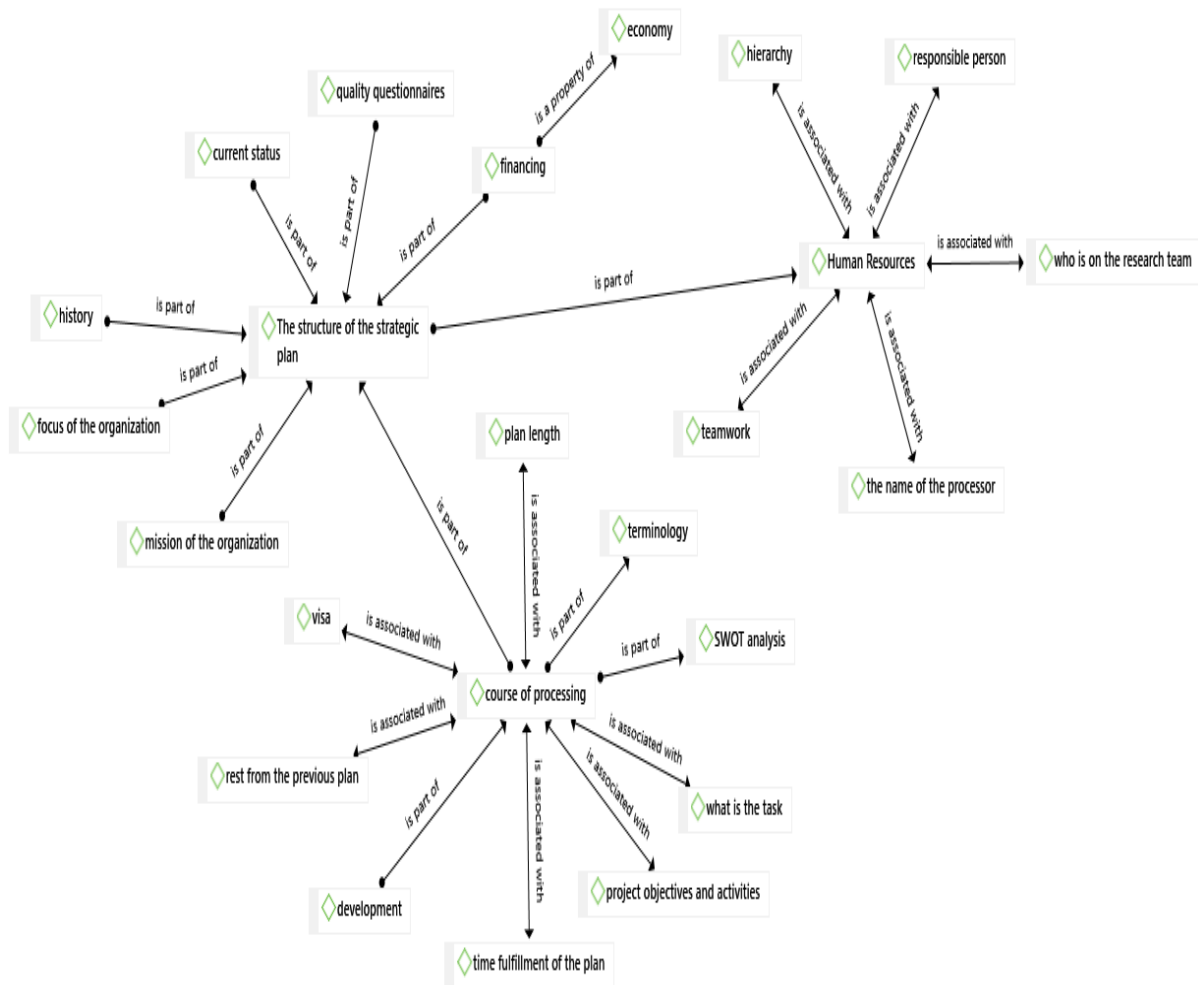 economy
hierarchy
responsible person
is a property of
quality questionnaires
is associated with
is associated with
current status
financing
is part of
is part of
is part of
is associated with
Human Resources
who is on the research team
is part of
history
is part of
The structure of the strategic
plan
is associated with
is associated with
is part of
focus of the organization
plan length
teamwork
is part of
the name of the processor
is part of
mission of the organization
terminology
is associated with
visa
is associated with
is part of
is part of
SWOT analysis
course of processing
is associated with
is associated with
rest from the previous plan
is associated with
is part of
is associated with
what is the task
development
project objectives and activities
time fulfillment of the plan